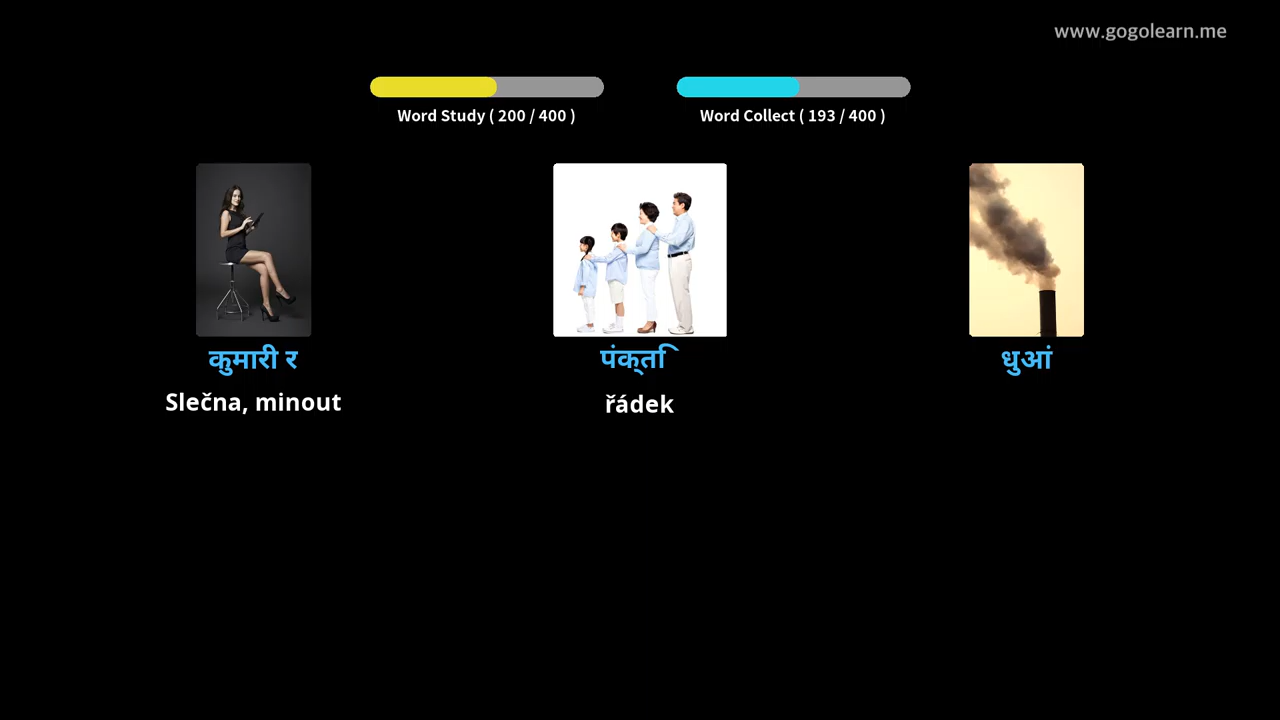 www.gogolearn.me
Word Study ( 200 / 400 )
Word Collect ( 193 / 400 )
कुमारी र
पंक्ति
धुआं
Slečna, minout
řádek